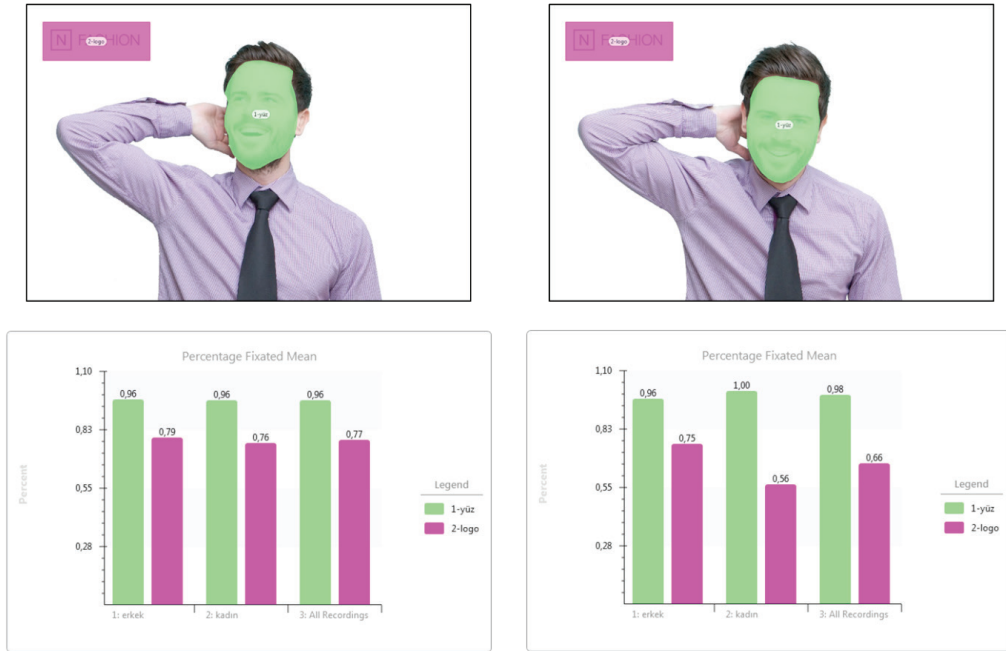 N FASHION
2-logo
1-yüz
N FASHION
2-logo
1-yüz
Percentage Fixated Mean
Percent
1,10
0,83
0,55
0,28
0,96
0,79
0,96
0,76
0,96
0,77
1: erkek
2: kadın
3: All Recordings
Legend
1-yüz
2-logo
Percentage Fixated Mean
Percent
1,10
0,83
0,55
0,28
0,96
0,75
1,00
0,56
0,98
0,66
1: erkek
2: kadın
3: All Recordings
Legend
1-yüz
2-logo